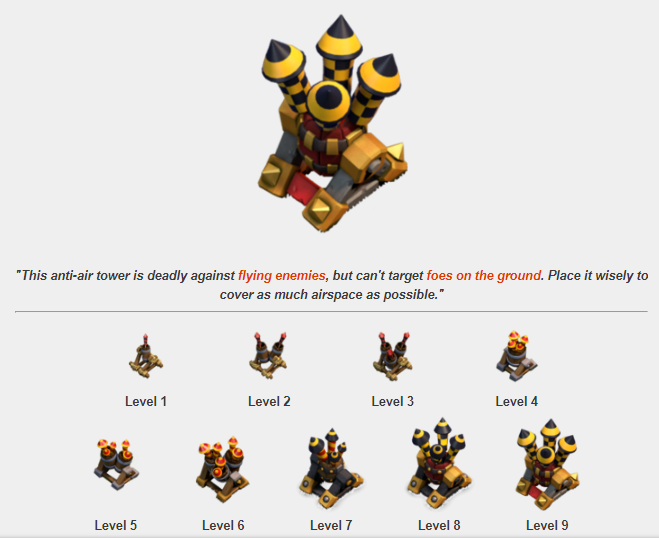 "This anti-air tower is deadly against flying enemies, but can't target foes on the ground. Place it wisely to
cover as much airspace as possible."
Level 1
Level 2
Level 3
Level 4
Level 5
Level 6
Level 7
Level 8
Level 9